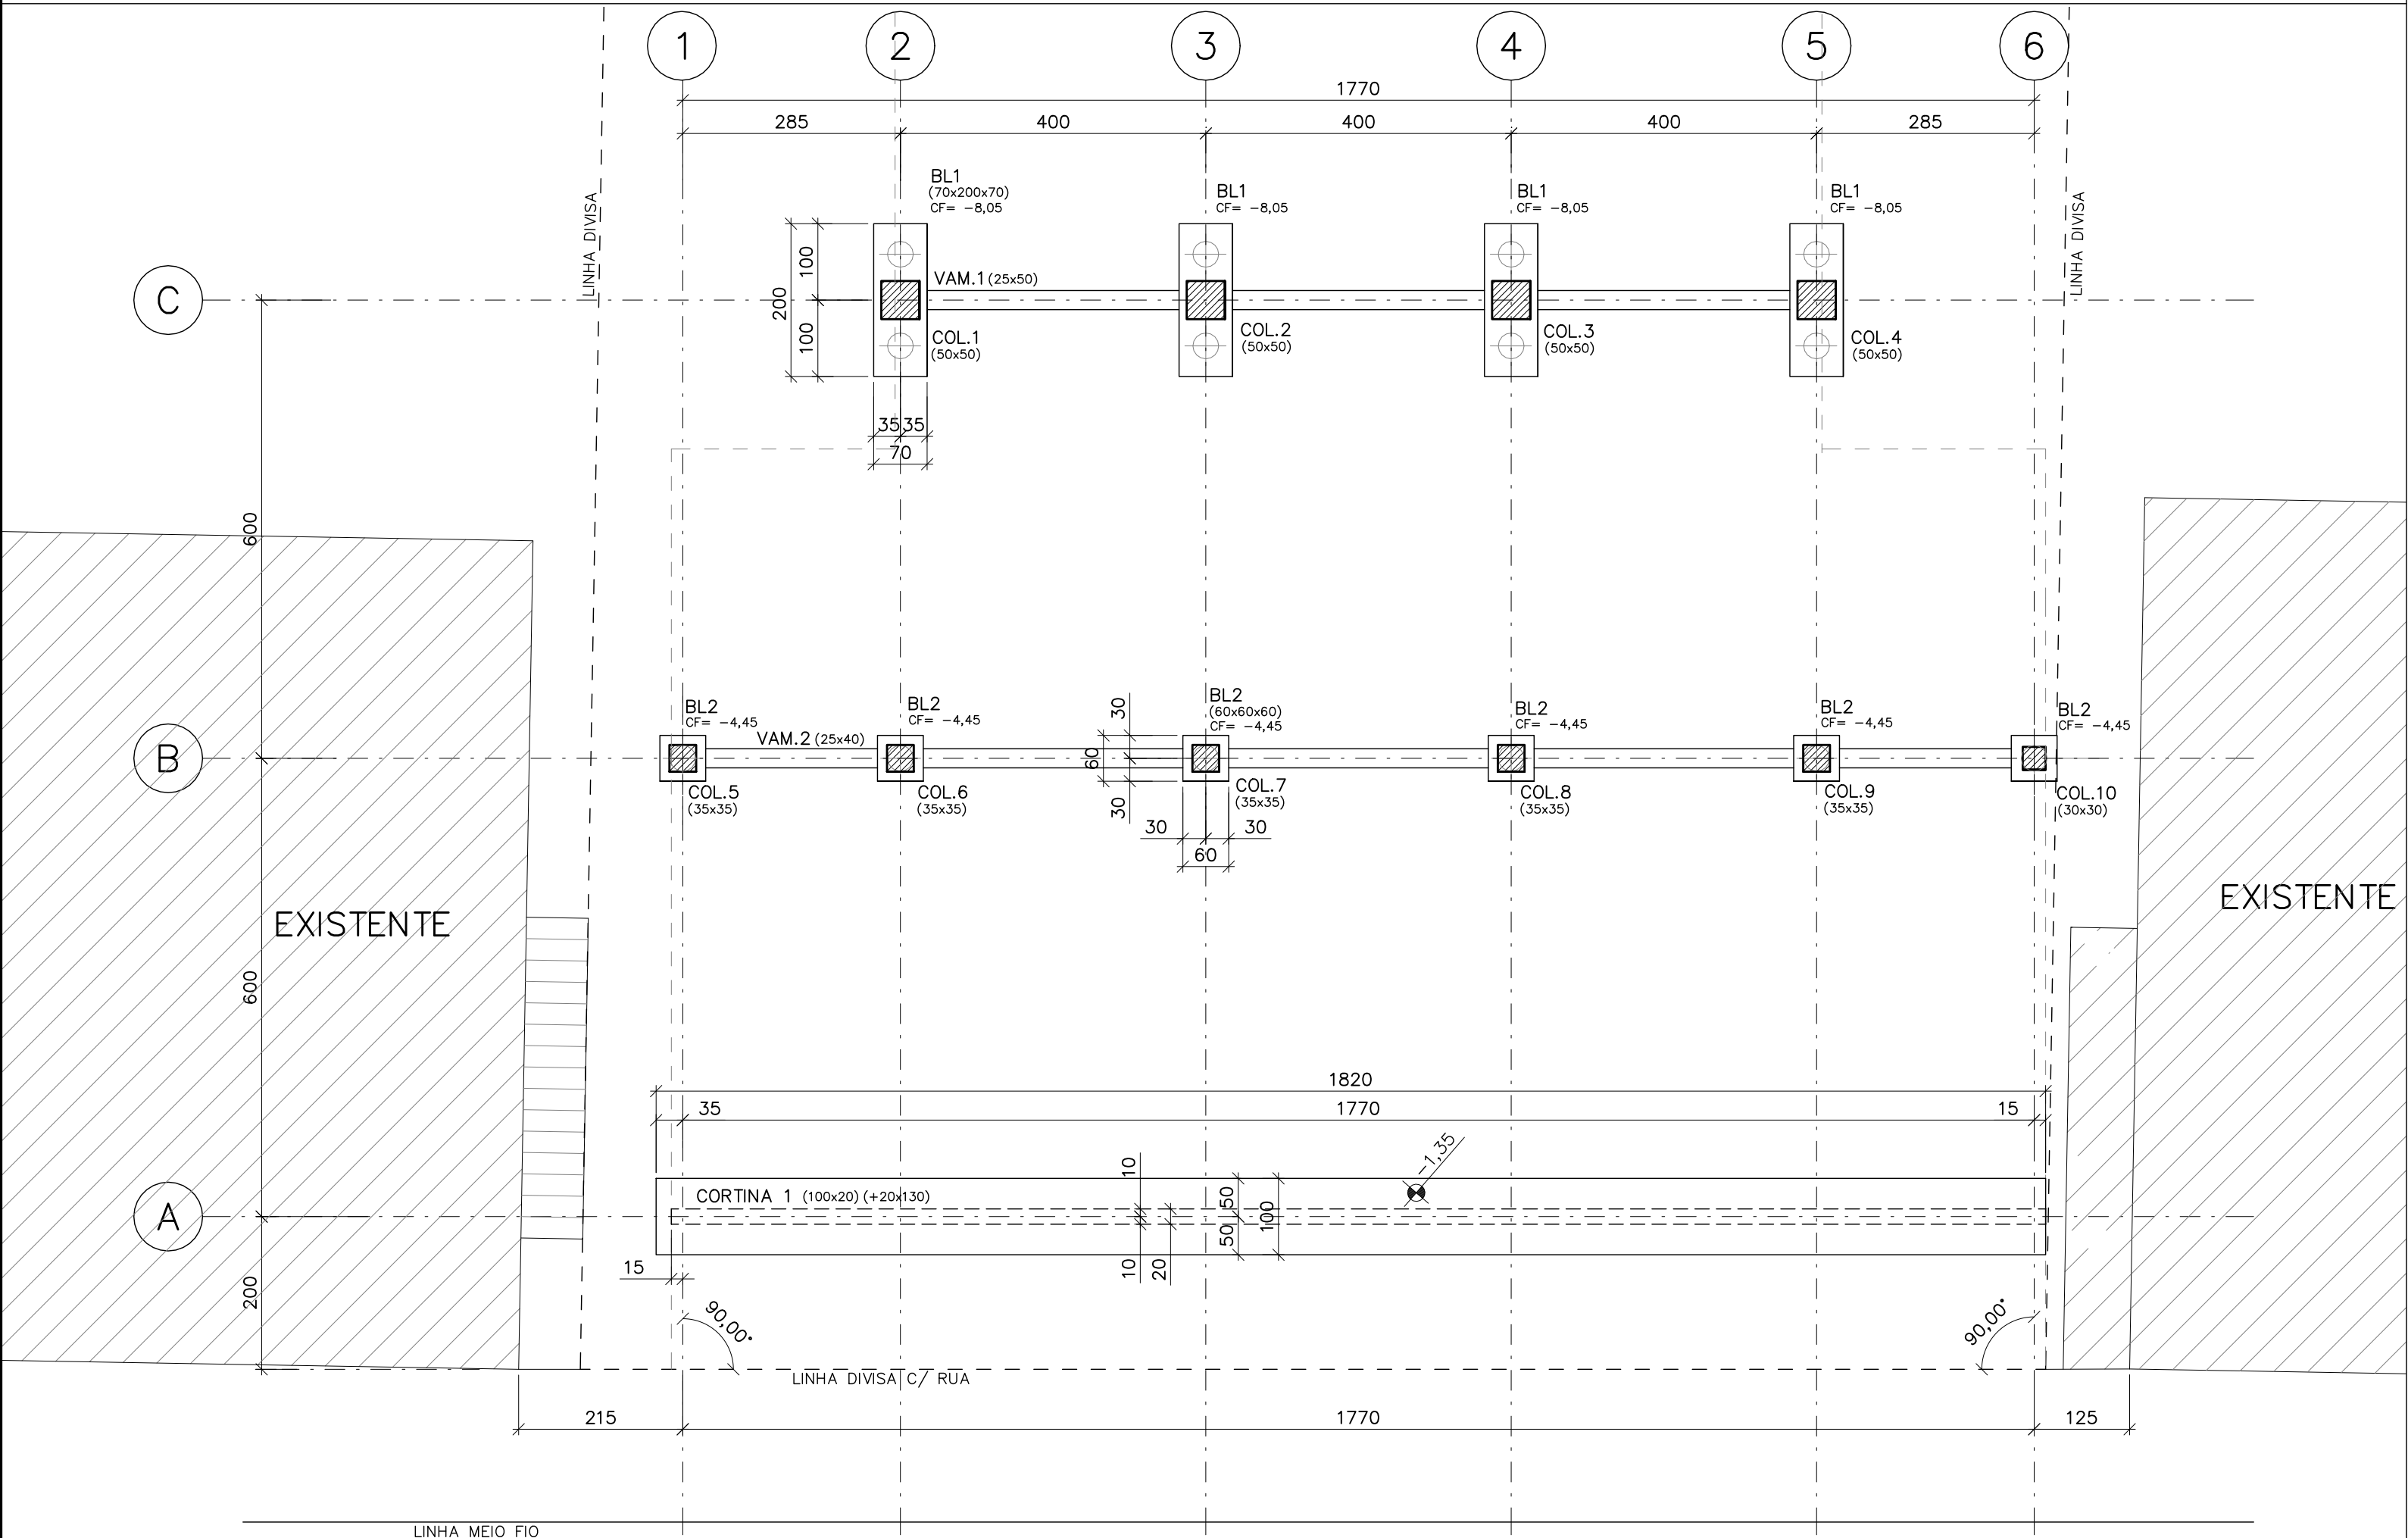 1
2
3
4
5
6
1770
285
400
400
400
285
LINHA DIVISA
LINHA DIVISA
BL1
(70x200x70)
CF= -8,05
BL1
CF= -8,05
BL1
CF= -8,05
BL1
CF= -8,05
C
200
100
100
VAM.1 (25x50)
COL.1
(50x50)
COL.2
(50x50)
COL.3
(50x50)
COL.4
(50x50)
35 35
70
600
B
BL2
CF= -4,45
VAM.2 (25x40)
BL2
CF= -4,45
BL2
(60x60x60)
CF= -4,45
BL2
CF= -4,45
BL2
CF= -4,45
BL2
CF= -4,45
30
60
30
COL.5
(35x35)
COL.6
(35x35)
COL.7
(35x35)
COL.8
(35x35)
COL.9
(35x35)
COL.10
(30x30)
30
30
60
EXISTENTE
EXISTENTE
600
1820
35
1770
15
A
CORTINA 1 (100x20) (+20x130)
10
10
20
50
50
100
-1,35
15
200
90,00°
90,00°
LINHA DIVISA C/ RUA
215
1770
125
LINHA MEIO FIO